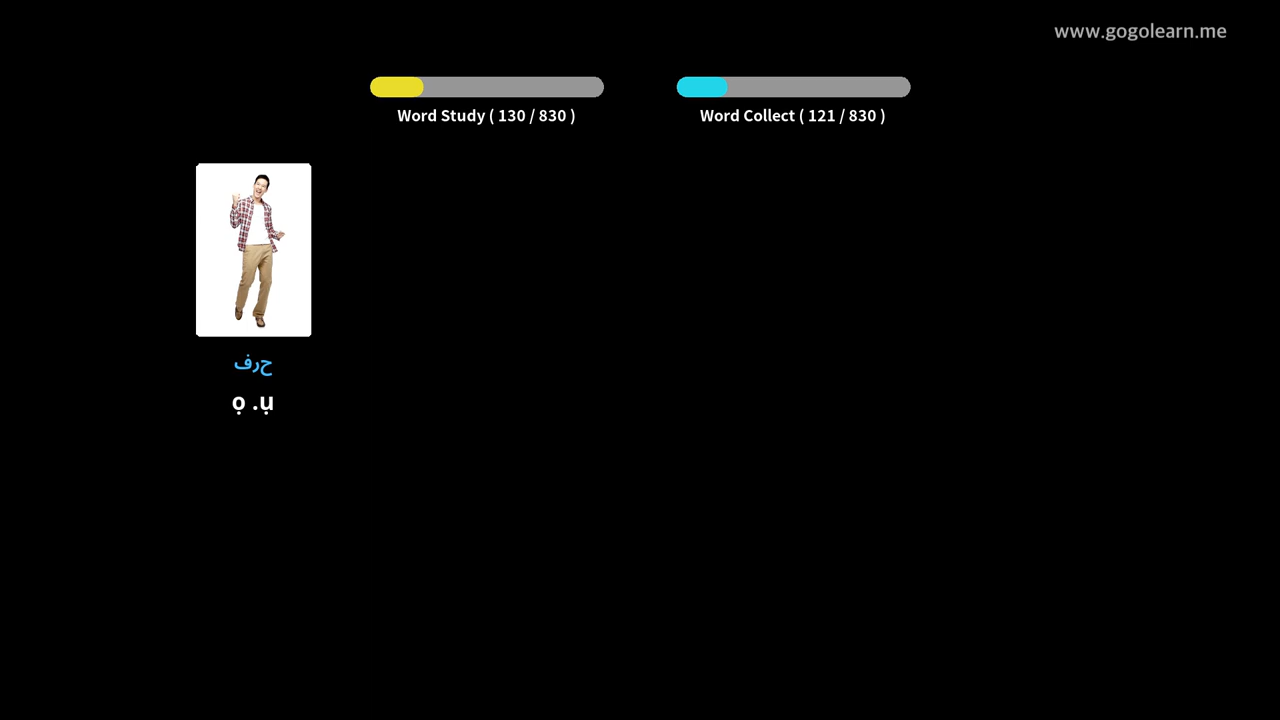 www.gogolearn.me
Word Study ( 130 / 830 )
Word Collect ( 121 / 830 )
حرف
ọ .ụ